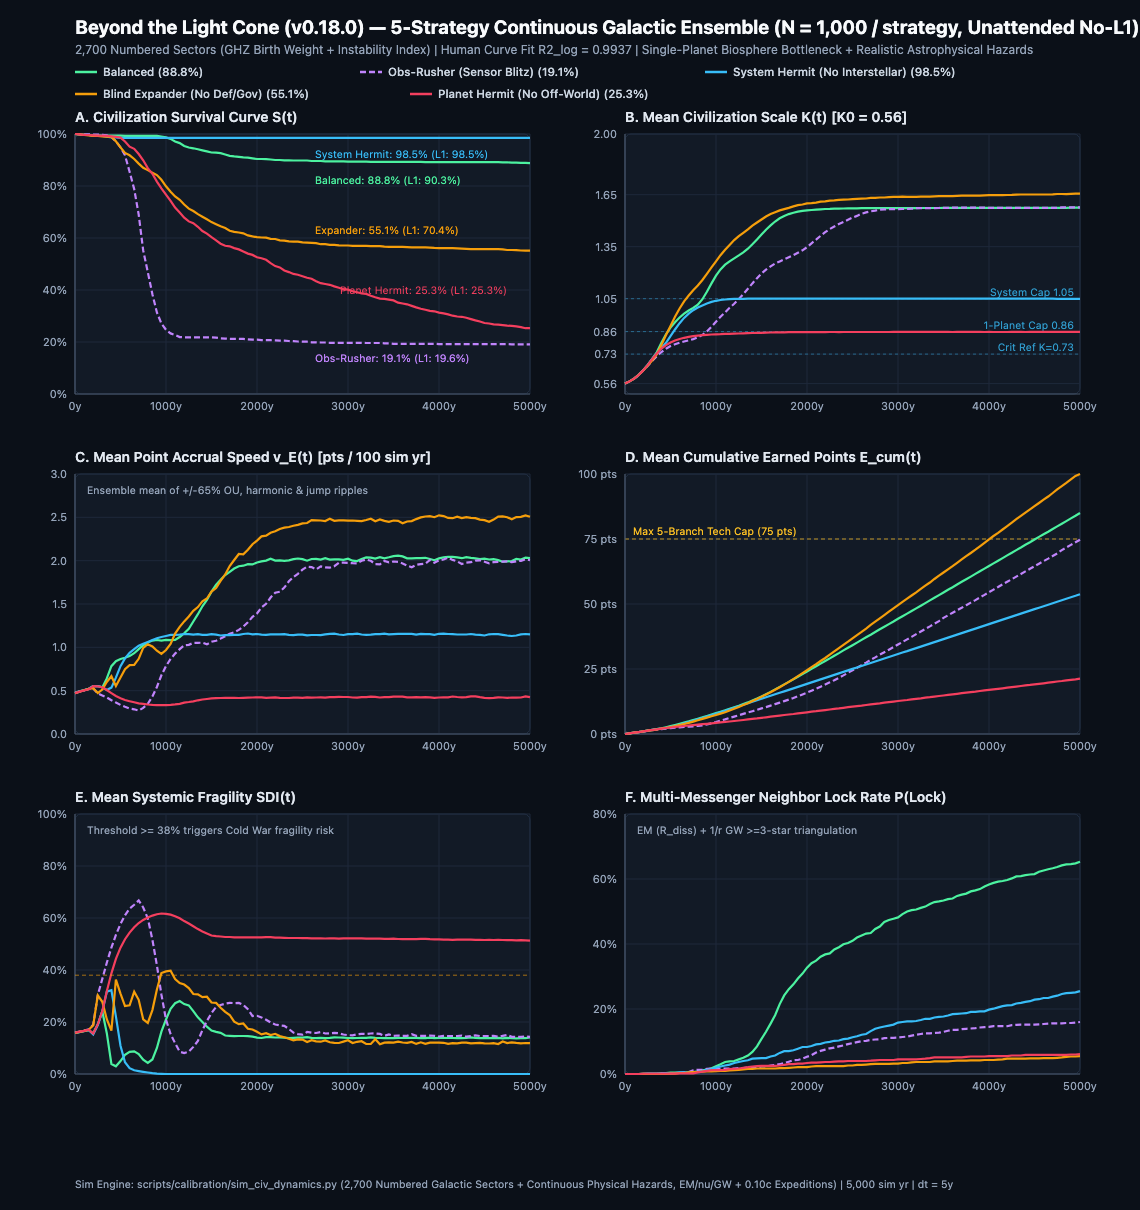 Beyond the Light Cone (v0.18.0) — 5-Strategy Continuous Galactic Ensemble (N = 1,000 / strategy, Unattended No-L1)
2,700 Numbered Sectors (GHZ Birth Weight + Instability Index) | Human Curve Fit R2_log = 0.9937 | Single-Planet Biosphere Bottleneck + Realistic Astrophysical Hazards
Balanced (88.8%)
Obs-Rusher (Sensor Blitz) (19.1%)
System Hermit (No Interstellar) (98.5%)
Blind Expander (No Def/Gov) (55.1%)
Planet Hermit (No Off-World) (25.3%)
A. Civilization Survival Curve S(t)
100%
80%
60%
40%
20%
0%
System Hermit: 98.5% (L1: 98.5%)
Balanced: 88.8% (L1: 90.3%)
Expander: 55.1% (L1: 70.4%)
Planet Hermit: 25.3% (L1: 25.3%)
Obs-Rusher: 19.1% (L1: 19.6%)
0y 1000y 2000y 3000y 4000y 5000y
B. Mean Civilization Scale K(t) [K0 = 0.56]
2.00
1.65
1.35
1.05
0.86
0.73
0.56
System Cap 1.05
1-Planet Cap 0.86
Crit Ref K=0.73
0y 1000y 2000y 3000y 4000y 5000y
C. Mean Point Accrual Speed v_E(t) [pts / 100 sim yr]
3.0
Ensemble mean of +/-65% OU, harmonic & jump ripples
2.5
2.0
1.5
1.0
0.5
0.0
0y 1000y 2000y 3000y 4000y 5000y
D. Mean Cumulative Earned Points E_cum(t)
100 pts
Max 5-Branch Tech Cap (75 pts)
75 pts
50 pts
25 pts
0 pts
0y 1000y 2000y 3000y 4000y 5000y
E. Mean Systemic Fragility SDI(t)
100%
Threshold >= 38% triggers Cold War fragility risk
80%
60%
40%
20%
0%
0y 1000y 2000y 3000y 4000y 5000y
F. Multi-Messenger Neighbor Lock Rate P(Lock)
80%
EM (R_diss) + 1/r GW >=3-star triangulation
60%
40%
20%
0%
0y 1000y 2000y 3000y 4000y 5000y
Sim Engine: scripts/calibration/sim_civ_dynamics.py (2,700 Numbered Galactic Sectors + Continuous Physical Hazards, EM/nu/GW + 0.10c Expeditions) | 5,000 sim yr | dt = 5y